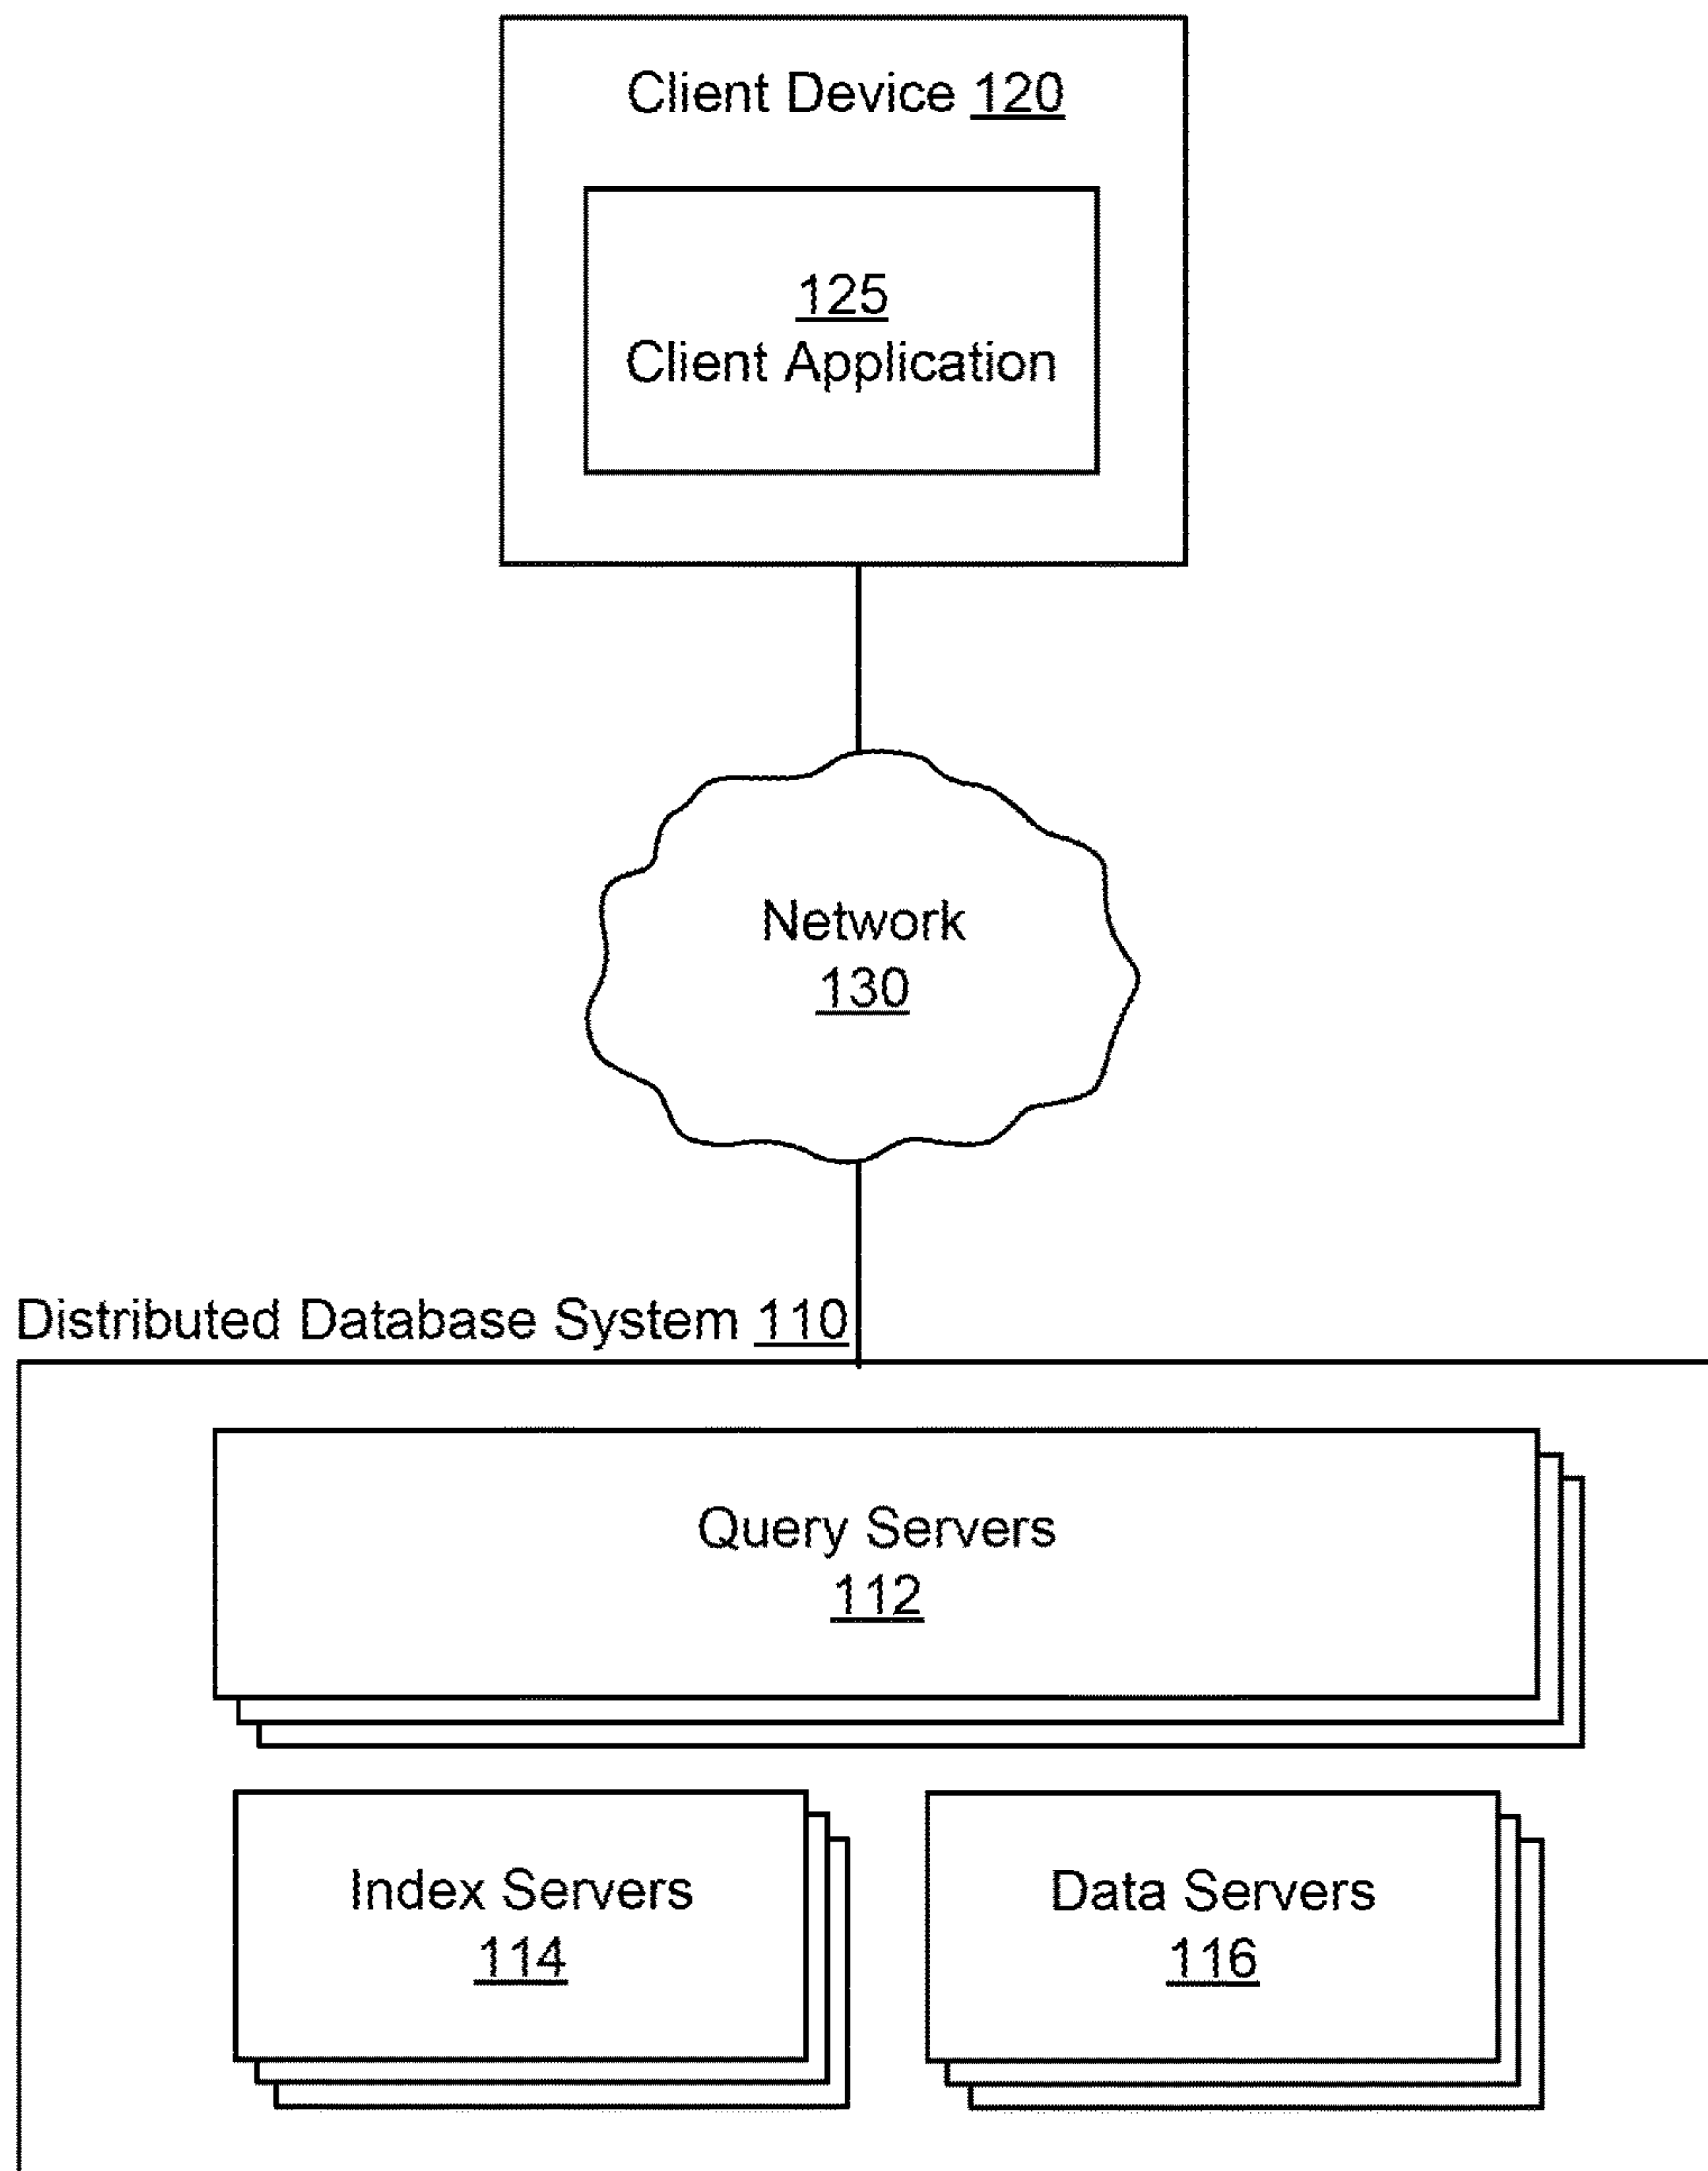 Client Device 120
125
Client Application
Network
130
Distributed Database System 110
Query Servers
112
Index Servers
114
Data Servers
116